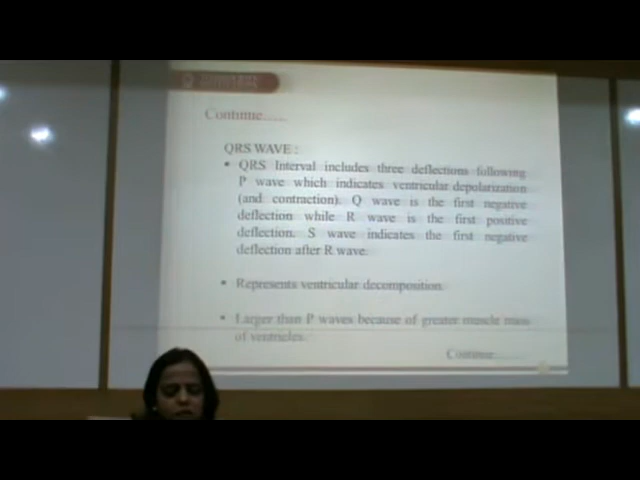 Continue......
QRS WAVE :
• QRS Interval includes three deflections following
P wave which indicates ventricular depolarization
(and contraction). Q wave is the first negative
deflection while R wave is the first positive
deflection. S wave indicates the first negative
deflection after R wave.
• Represents ventricular decomposition.
• Larger than P waves because of greater muscle mass
of ventricles.
Continue.......